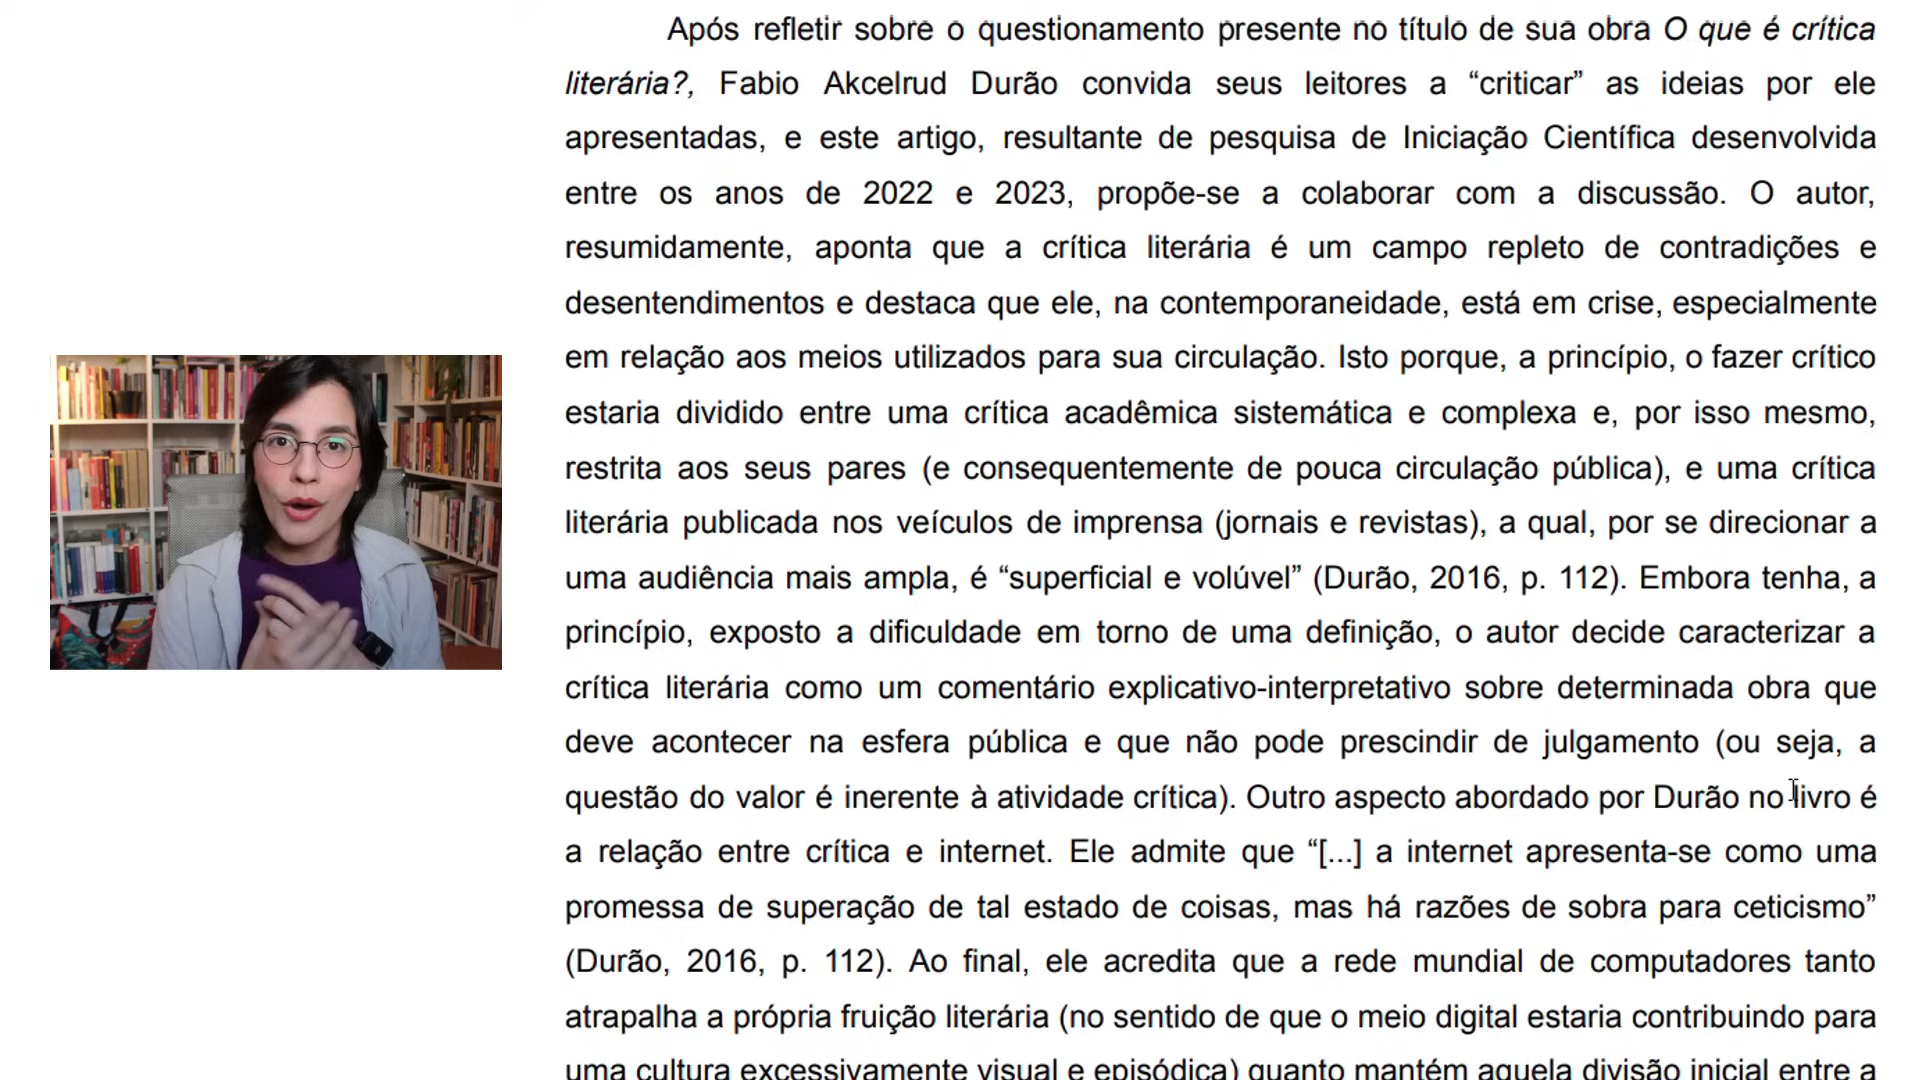 Após refletir sobre o questionamento presente no título de sua obra O que é crítica
literária?, Fabio Akcelrud Durão convida seus leitores a “criticar” as ideias por ele
apresentadas, e este artigo, resultante de pesquisa de Iniciação Científica desenvolvida
entre os anos de 2022 e 2023, propõe-se a colaborar com a discussão. O autor,
resumidamente, aponta que a crítica literária é um campo repleto de contradições e
desentendimentos e destaca que ele, na contemporaneidade, está em crise, especialmente
em relação aos meios utilizados para sua circulação. Isto porque, a princípio, o fazer crítico
estaria dividido entre uma crítica acadêmica sistemática e complexa e, por isso mesmo,
restrita aos seus pares (e consequentemente de pouca circulação pública), e uma crítica
literária publicada nos veículos de imprensa (jornais e revistas), a qual, por se direcionar a
uma audiência mais ampla, é “superficial e volúvel” (Durão, 2016, p. 112). Embora tenha, a
princípio, exposto a dificuldade em torno de uma definição, o autor decide caracterizar a
crítica literária como um comentário explicativo-interpretativo sobre determinada obra que
deve acontecer na esfera pública e que não pode prescindir de julgamento (ou seja, a
questão do valor é inerente à atividade crítica). Outro aspecto abordado por Durão no livro é
a relação entre crítica e internet. Ele admite que “[...] a internet apresenta-se como uma
promessa de superação de tal estado de coisas, mas há razões de sobra para ceticismo”
(Durão, 2016, p. 112). Ao final, ele acredita que a rede mundial de computadores tanto
atrapalha a própria fruição literária (no sentido de que o meio digital estaria contribuindo para
uma cultura excessivamente visual e episódica) quanto mantém aquela divisão inicial entre a